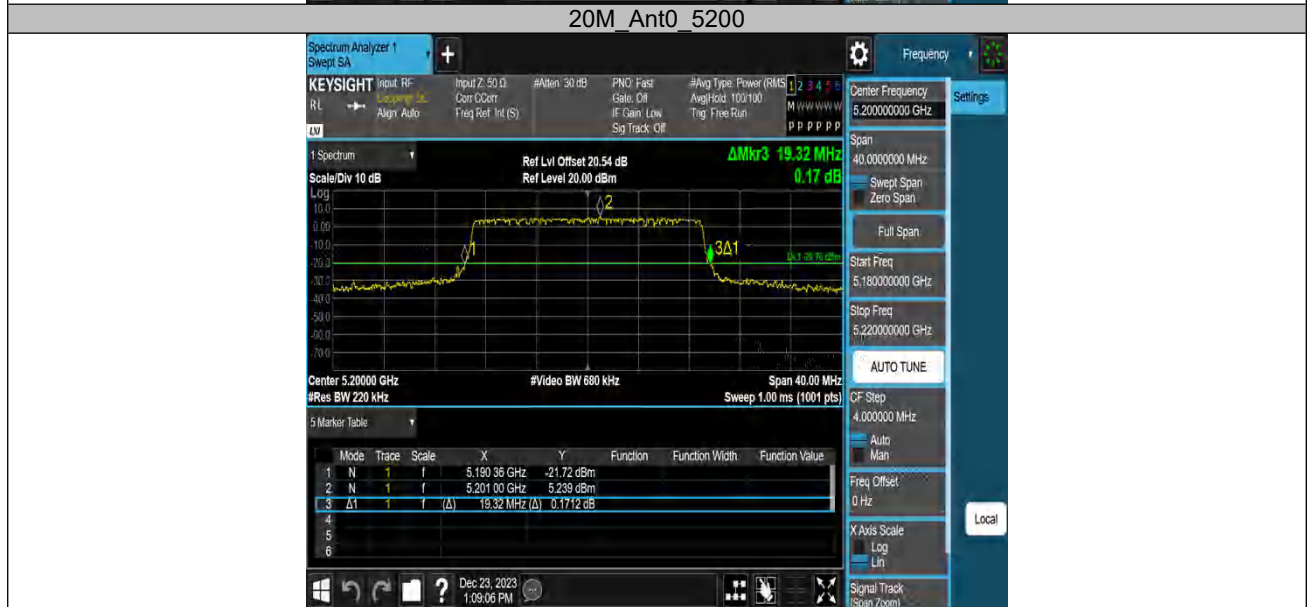 20M_Ant0_5200
Spectrum Analyzer 1
Swept SA
+
Frequency
KEYSIGHT
RL
LXI
Input: RF
Align: Auto
Input Z: 50 Ω
Corr CCorr
Freq Ref: Int (S)
#Atten: 30 dB
PNO: Fast
Gate: Off
IF Gain: Low
Sig Track: Off
#Avg Type: Power (RMS
Avg|Hold: 100/100
Trig: Free Run
1 2 3 4 5 6
M W W W W W
P P P P P P
Center Frequency
5.200000000 GHz
Settings
Span
40.0000000 MHz
Swept Span
Zero Span
Full Span
Start Freq
5.180000000 GHz
Stop Freq
5.220000000 GHz
AUTO TUNE
CF Step
4.000000 MHz
Auto
Man
Freq Offset
0 Hz
X Axis Scale
Log
Lin
Signal Track
(Span Zoom)
Local
1 Spectrum
Scale/Div 10 dB
Ref Lvl Offset 20.54 dB
Ref Level 20.00 dBm
ΔMkr3 19.32 MHz
0.17 dB
Log
10.0
0.00
-10.0
-20.0
-30.0
-40.0
-50.0
-60.0
-70.0
1
2
3Δ1
Center 5.20000 GHz
#Video BW 680 kHz
Span 40.00 MHz
#Res BW 220 kHz
Sweep 1.00 ms (1001 pts)
5 Marker Table
Mode Trace Scale X Y Function Function Width Function Value
1 N 1 f 5.190 36 GHz -21.72 dBm
2 N 1 f 5.201 00 GHz 5.239 dBm
3 Δ1 1 f (Δ) 19.32 MHz (Δ) 0.1712 dB
4
5
6
?
Dec 23, 2023
1:09:06 PM